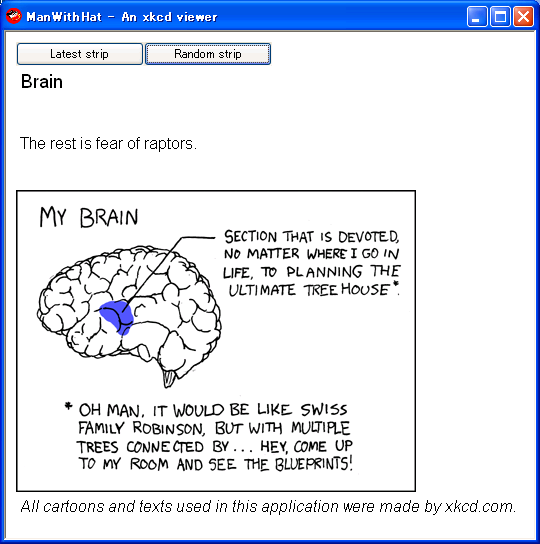 ManWithHat - An xkcd viewer
Latest strip
Random strip
Brain
The rest is fear of raptors.
MY BRAIN
SECTION THAT IS DEVOTED,
NO MATTER WHERE I GO IN
LIFE, TO PLANNING THE
ULTIMATE TREE HOUSE*.
* OH MAN, IT WOULD BE LIKE SWISS
FAMILY ROBINSON, BUT WITH MULTIPLE
TREES CONNECTED BY... HEY, COME UP
TO MY ROOM AND SEE THE BLUEPRINTS!
All cartoons and texts used in this application were made by xkcd.com.